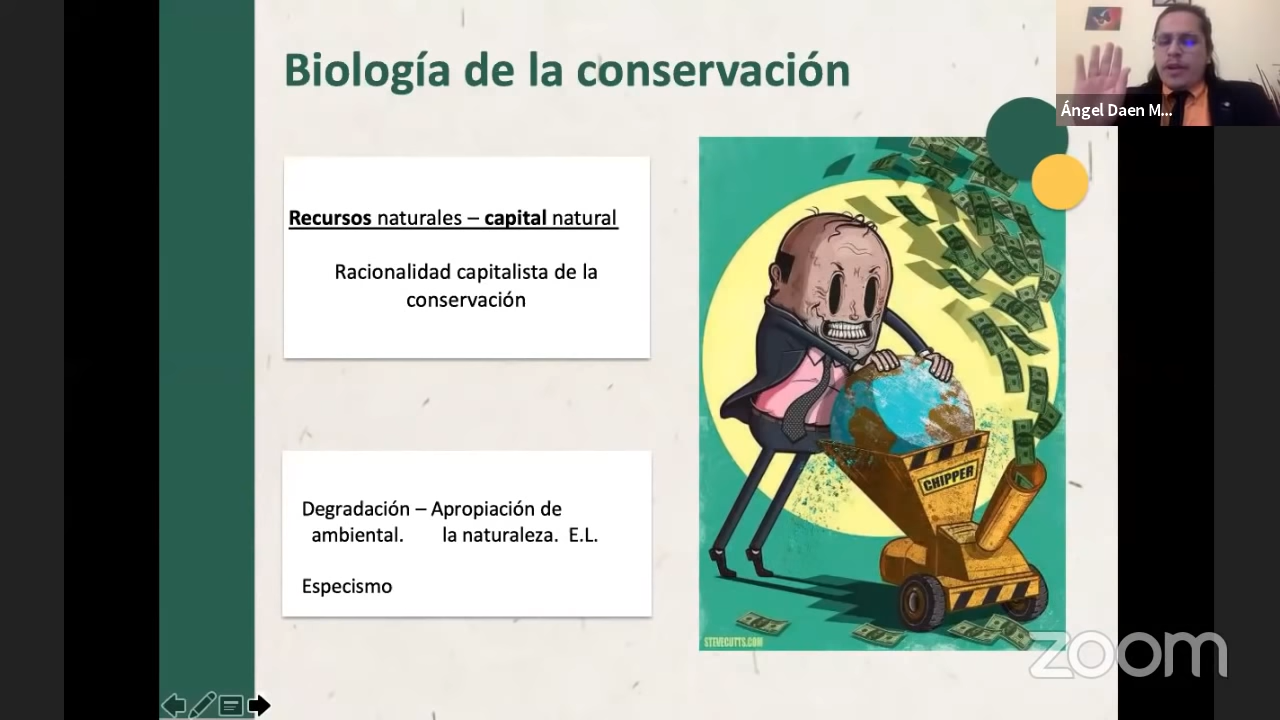 Biología de la conservación
Ángel Daen M...
Recursos naturales – capital natural
Racionalidad capitalista de la
conservación
CHIPPER
Degradación – Apropiación de
ambiental. la naturaleza. E.L.
Especismo
STEVECUTTS.COM
zoom